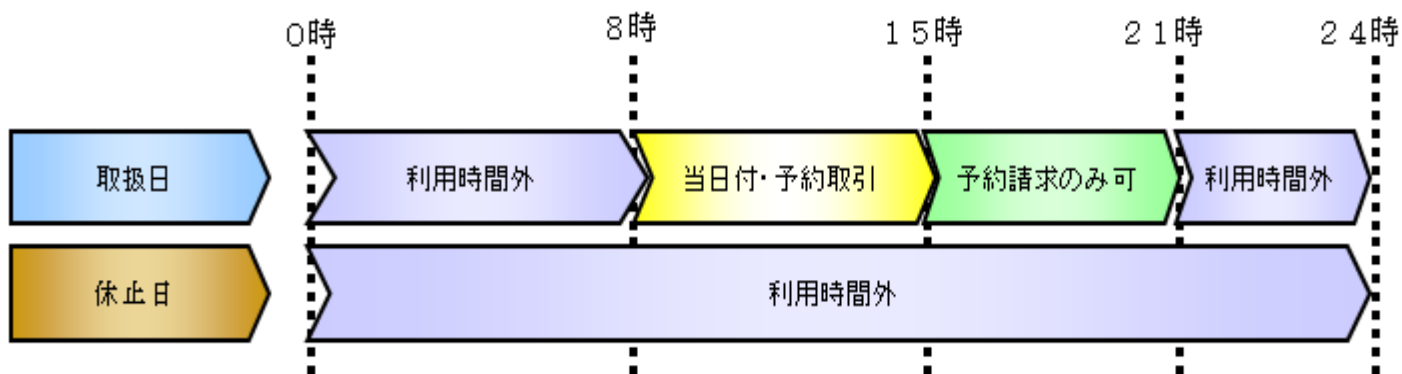 0時 8時 15時 21時 24時
取扱日 利用時間外 当日付・予約取引 予約請求のみ可 利用時間外
休止日 利用時間外